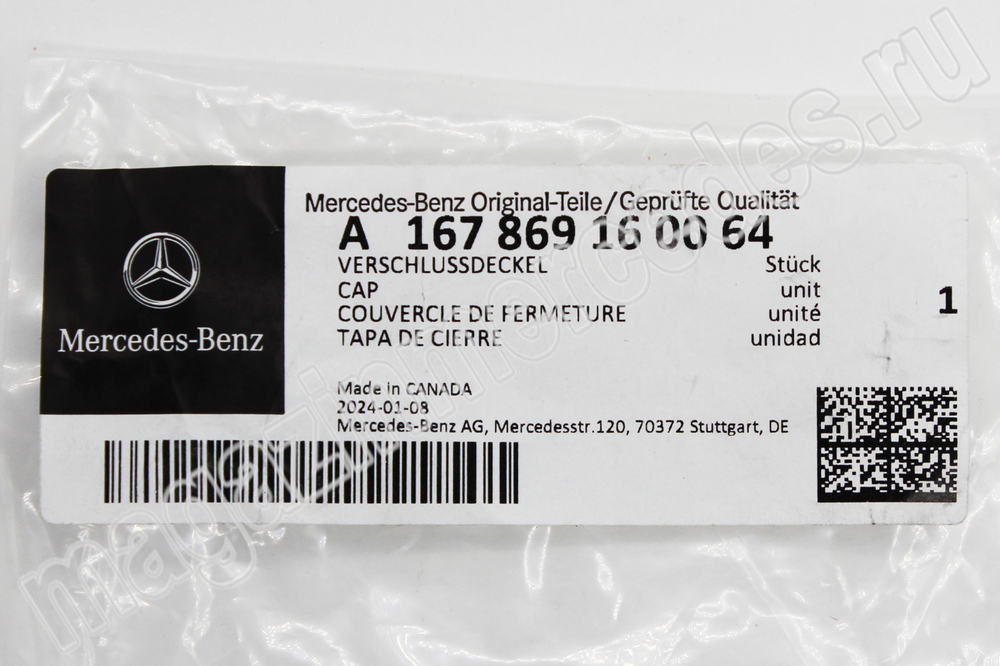 Mercedes-Benz Original-Teile/Geprüfte Qualität
A 167 869 16 00 64
VERSCHLUSSDECKEL Stück
CAP unit
COUVERCLE DE FERMETURE unité
TAPA DE CIERRE unidad
1
Mercedes-Benz
Made in CANADA
2024-01-08
Mercedes-Benz AG, Mercedesstr.120, 70372 Stuttgart, DE
magazinmercedes.ru